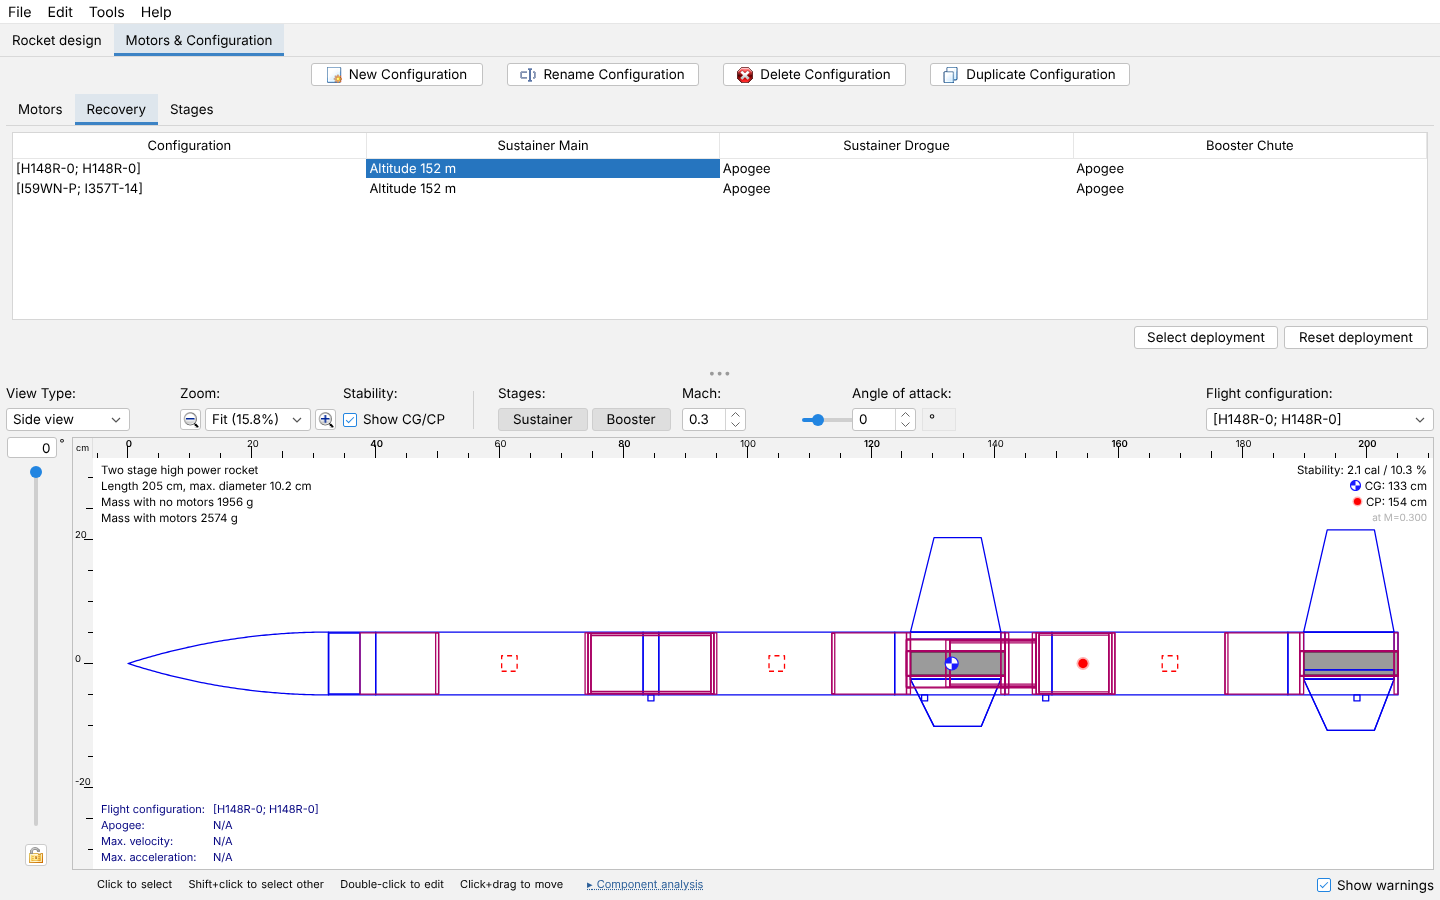 File Edit Tools Help
Rocket design Motors & Configuration
New Configuration Rename Configuration Delete Configuration Duplicate Configuration
Motors Recovery Stages
Configuration Sustainer Main Sustainer Drogue Booster Chute
[H148R-0; H148R-0] Altitude 152 m Apogee Apogee
[I59WN-P; I357T-14] Altitude 152 m Apogee Apogee
Select deployment Reset deployment
View Type: Zoom: Stability: Stages: Mach: Angle of attack: Flight configuration:
Side view Fit (15.8%) Show CG/CP Sustainer Booster 0.3 0 ° [H148R-0; H148R-0]
0 ° cm 0 20 40 60 80 100 120 140 160 180 200
Two stage high power rocket
Length 205 cm, max. diameter 10.2 cm
Mass with no motors 1956 g
Mass with motors 2574 g
Stability: 2.1 cal / 10.3 %
CG: 133 cm
CP: 154 cm
at M=0.300
20
0
-20
Flight configuration: [H148R-0; H148R-0]
Apogee: N/A
Max. velocity: N/A
Max. acceleration: N/A
Click to select Shift+click to select other Double-click to edit Click+drag to move ▸ Component analysis Show warnings